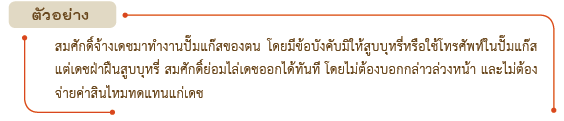 ตัวอย่าง
สมศักดิ์จ้างเดชมาทำงานปั๊มแก๊สของตน โดยมีข้อบังคับมิให้สูบบุหรี่หรือใช้โทรศัพท์ในปั๊มแก๊ส
แต่เดชฝ่าฝืนสูบบุหรี่ สมศักดิ์ย่อมไล่เดชออกได้ทันที โดยไม่ต้องบอกกล่าวล่วงหน้า และไม่ต้อง
จ่ายค่าสินไหมทดแทนแก่เดช